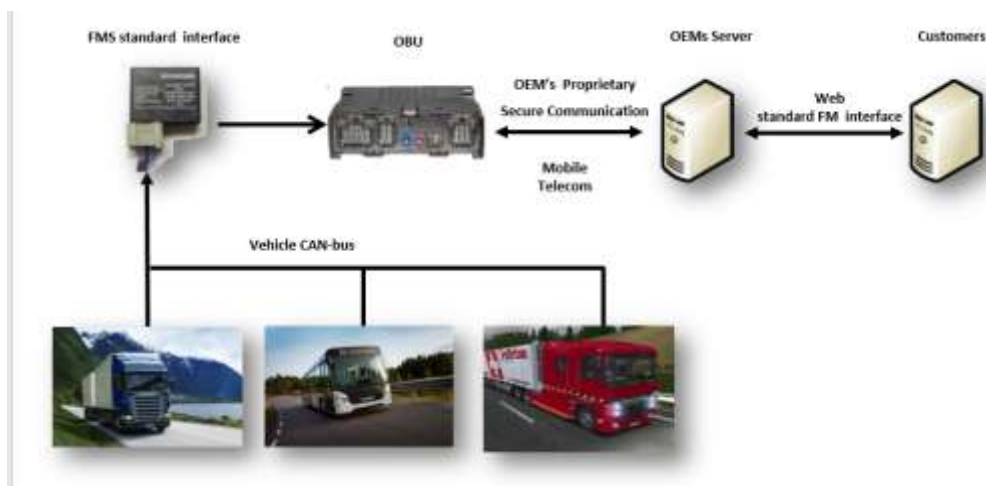 FMS standard interface
OBU
OEMs Server
Customers
OEM's Proprietary
Secure Communication
Mobile
Telecom
Web
standard FM interface
Vehicle CAN-bus